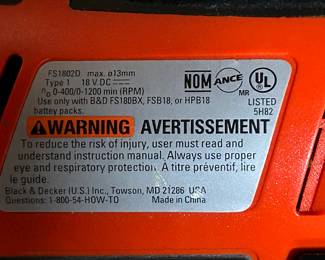 FS1802D max. ø13mm
Type 1 18 V DC
n₀ 0-400/0-1200 min (RPM)
Use only with B&D FS180BX, FSB18, or HPB18
battey packs.
NOM ANCE UL
MR LISTED
5H82
WARNING AVERTISSEMENT
To reduce the risk of injury, user must read and
understand instruction manual. Always use proper
eye and respiratory protection. A titre préventif, lire
le guide.
Black & Decker (U.S.) Inc., Towson, MD 21286 USA
Questions: 1-800-54-HOW-TO Made in China